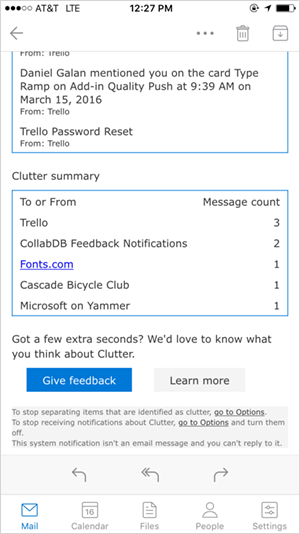 AT&T LTE 12:27 PM
Daniel Galan mentioned you on the card Type
Ramp on Add-in Quality Push at 9:39 AM on
March 15, 2016
From: Trello
Trello Password Reset
From: Trello
Clutter summary
To or From Message count
Trello 3
CollabDB Feedback Notifications 2
Fonts.com 1
Cascade Bicycle Club 1
Microsoft on Yammer 1
Got a few extra seconds? We'd love to know what
you think about Clutter.
Give feedback Learn more
To stop separating items that are identified as clutter, go to Options.
To stop receiving notifications about Clutter, go to Options and turn them
off.
This system notification isn't an email message and you can't reply to it.
16
Mail Calendar Files People Settings